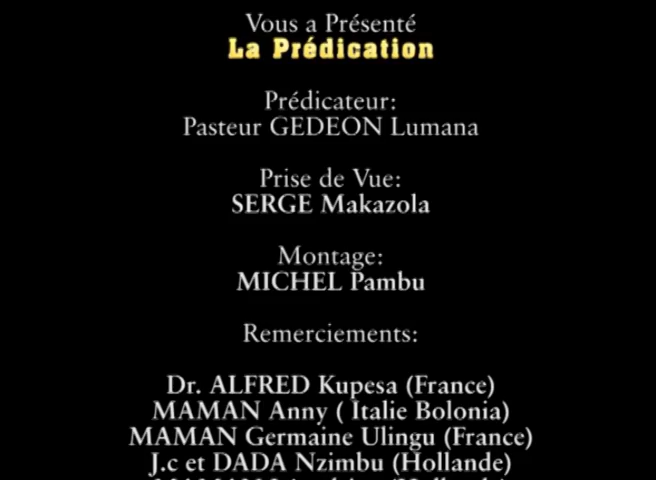 Vous a Présenté
La Prédication
Prédicateur:
Pasteur GEDEON Lumana
Prise de Vue:
SERGE Makazola
Montage:
MICHEL Pambu
Remerciements:
Dr. ALFRED Kupesa (France)
MAMAN Anny ( Italie Bolonia)
MAMAN Germaine Ulingu (France)
J.c et DADA Nzimbu (Hollande)